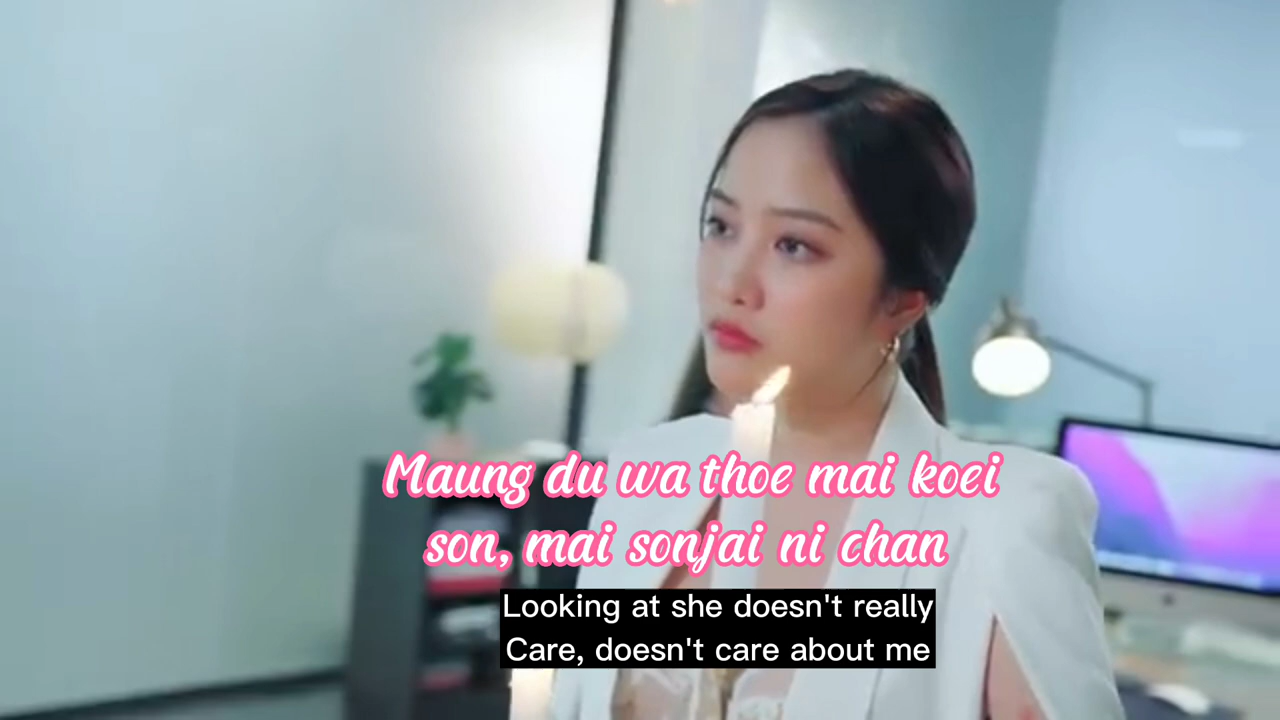 Maung du wa thoe mai koei
son, mai sonjai ni chan
Looking at she doesn't really
Care, doesn't care about me